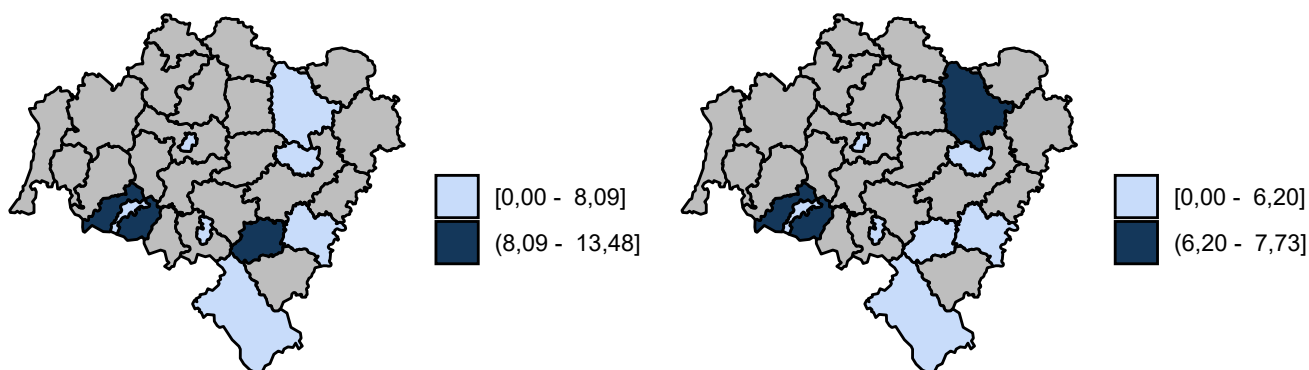 [0,00 -  8,09]
(8,09 -  13,48]
[0,00 -  6,20]
(6,20 -  7,73]